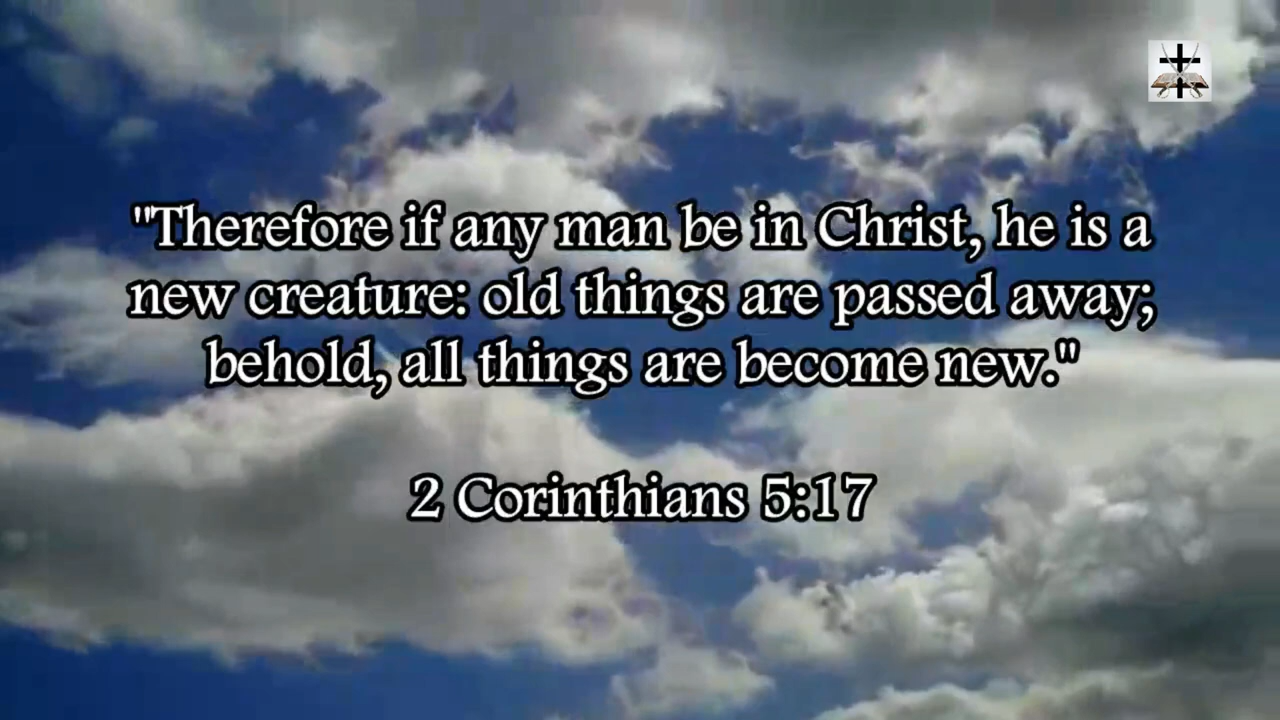 "Therefore if any man be in Christ, he is a
new creature: old things are passed away;
behold, all things are become new."
2 Corinthians 5:17